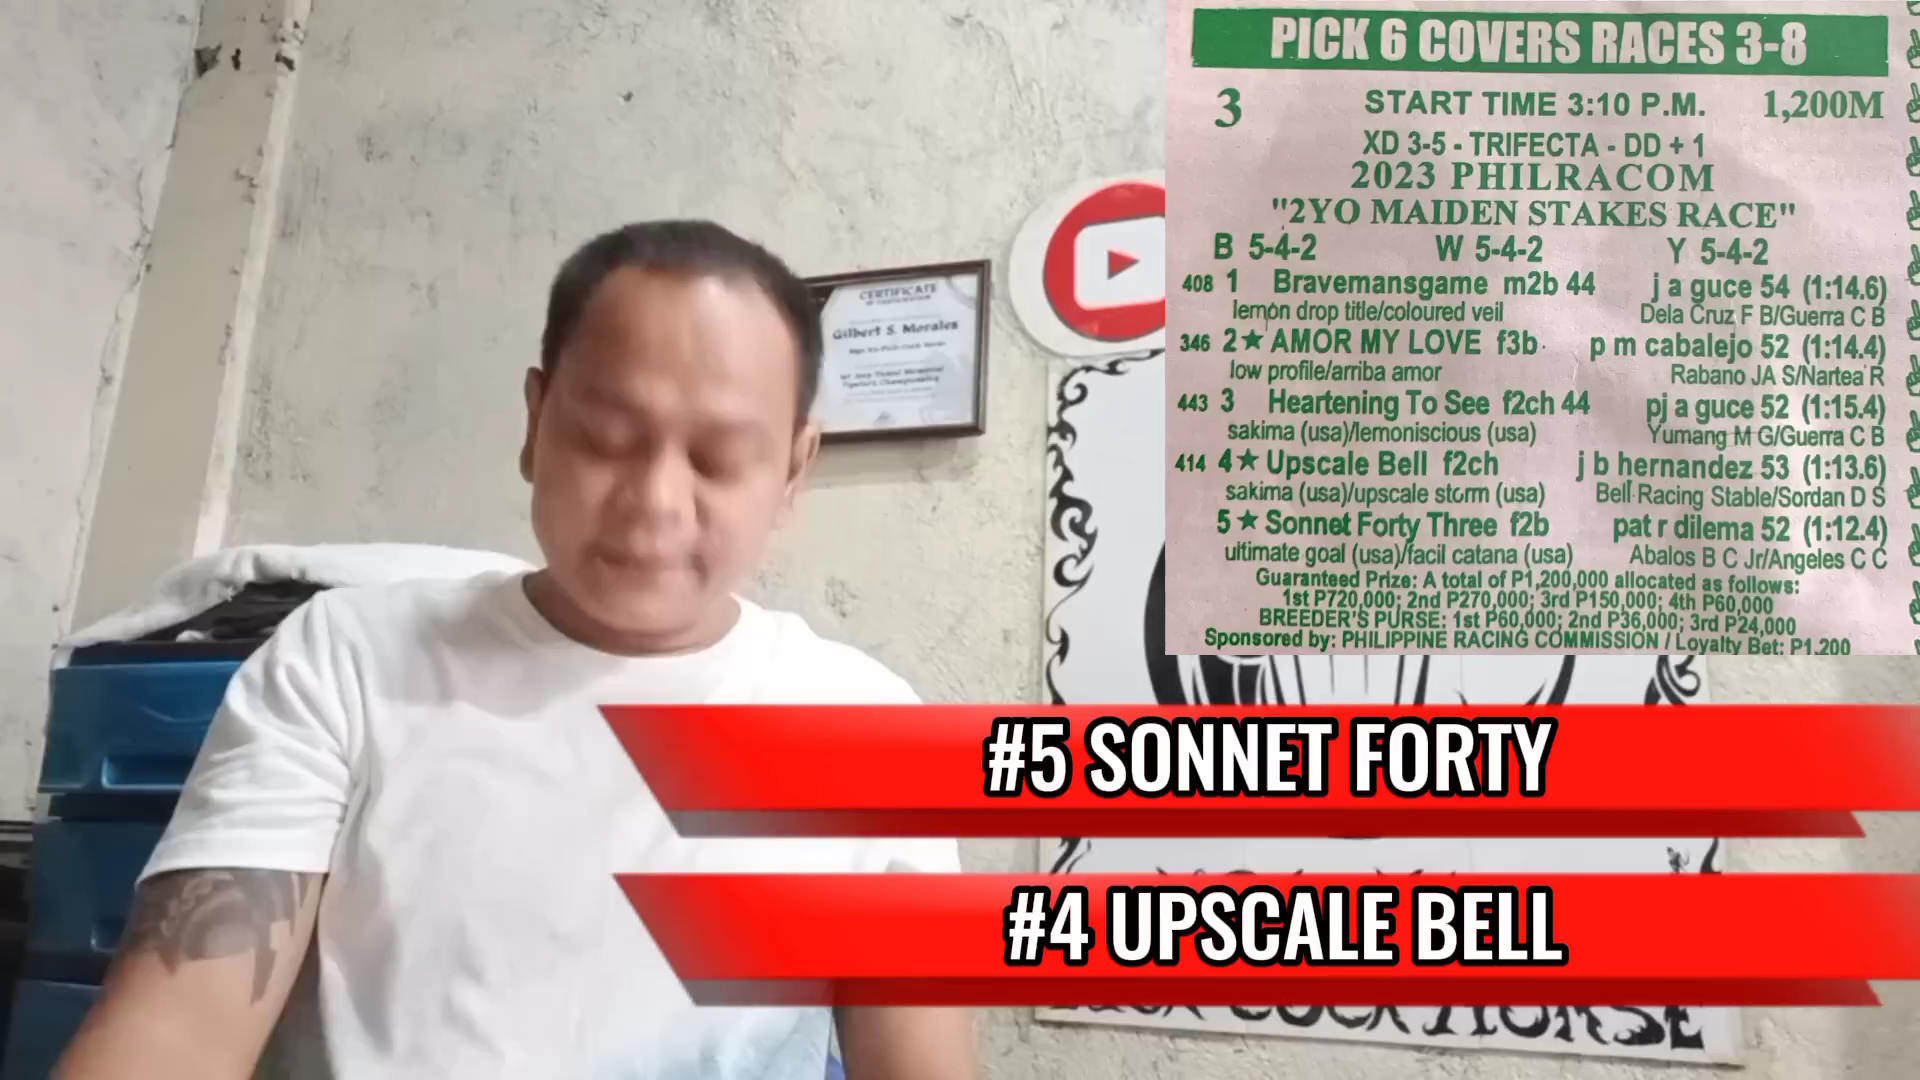 PICK 6 COVERS RACES 3-8
3 START TIME 3:10 P.M. 1,200M
XD 3-5 - TRIFECTA - DD + 1
2023 PHILRACOM
"2YO MAIDEN STAKES RACE"
B 5-4-2 W 5-4-2 Y 5-4-2
408 1 Bravemansgame m2b 44 j a guce 54 (1:14.6)
lemon drop title/coloured veil Dela Cruz F B/Guerra C B
346 2★ AMOR MY LOVE f3b p m cabalejo 52 (1:14.4)
low profile/arriba amor Rabano JA S/Nartea R
443 3 Heartening To See f2ch 44 pj a guce 52 (1:15.4)
sakima (usa)/lemoniscious (usa) Yumang M G/Guerra C B
414 4★ Upscale Bell f2ch j b hernandez 53 (1:13.6)
sakima (usa)/upscale storm (usa) Bell Racing Stable/Sordan D S
5★ Sonnet Forty Three f2b pat r dilema 52 (1:12.4)
ultimate goal (usa)/facil catana (usa) Abalos B C Jr/Angeles C C
Guaranteed Prize: A total of P1,200,000 allocated as follows:
1st P720,000; 2nd P270,000; 3rd P150,000; 4th P60,000
BREEDER'S PURSE: 1st P60,000; 2nd P36,000; 3rd P24,000
Sponsored by: PHILIPPINE RACING COMMISSION / Loyalty Bet: P1,200
CERTIFICATE
Gilbert S. Morales
#5 SONNET FORTY
#4 UPSCALE BELL
COCK HORSE